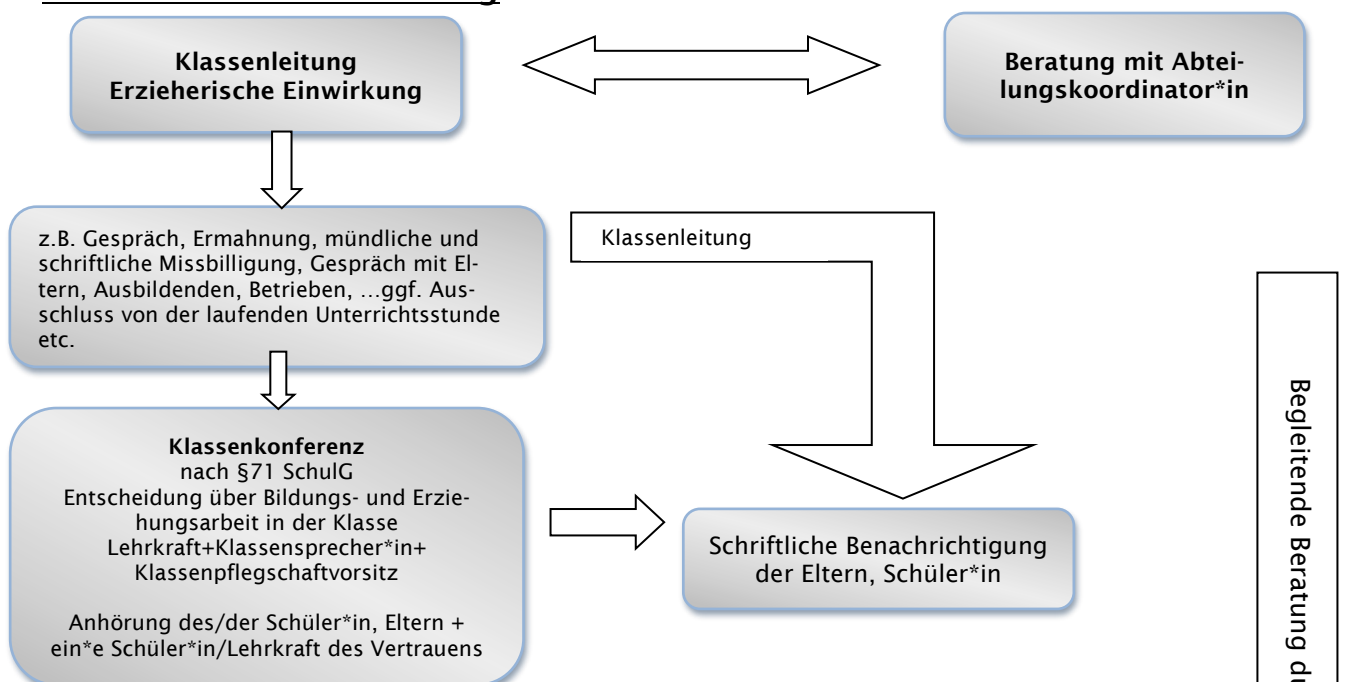 Klassenleitung
Erzieherische Einwirkung
Beratung mit Abtei-
lungskoordinator*in
z.B. Gespräch, Ermahnung, mündliche und
schriftliche Missbilligung, Gespräch mit El-
tern, Ausbildenden, Betrieben, …ggf. Aus-
schluss von der laufenden Unterrichtsstunde
etc.
Klassenleitung
Klassenkonferenz
nach §71 SchulG
Entscheidung über Bildungs- und Erzie-
hungsarbeit in der Klasse
Lehrkraft+Klassensprecher*in+
Klassenpflegschaftvorsitz
Anhörung des/der Schüler*in, Eltern +
ein*e Schüler*in/Lehrkraft des Vertrauens
Schriftliche Benachrichtigung
der Eltern, Schüler*in
Begleitende Beratung